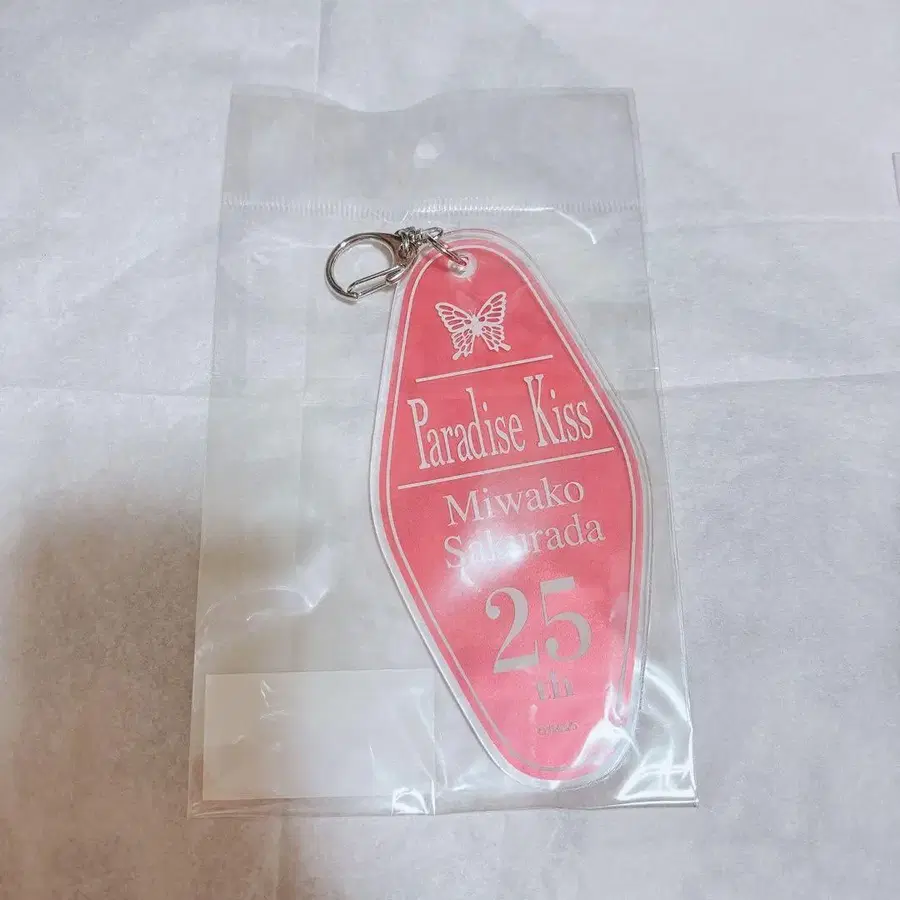 Paradise Kiss
Miwako
Sakurada
25
th